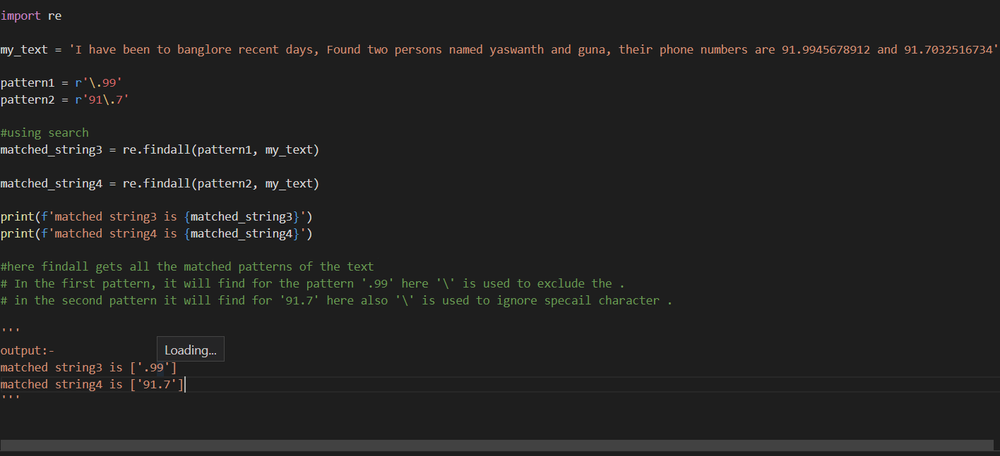 import re
my_text = 'I have been to banglore recent days, Found two persons named yaswanth and guna, their phone numbers are 91.9945678912 and 91.7032516734'
pattern1 = r'\.99'
pattern2 = r'91\.7'
#using search
matched_string3 = re.findall(pattern1, my_text)
matched_string4 = re.findall(pattern2, my_text)
print(f'matched string3 is {matched_string3}')
print(f'matched string4 is {matched_string4}')
#here findall gets all the matched patterns of the text
# In the first pattern, it will find for the pattern '.99' here '\' is used to exclude the .
# in the second pattern it will find for '91.7' here also '\' is used to ignore specail character .
'''
output:-
Loading...
matched string3 is ['.99']
matched string4 is ['91.7']
'''